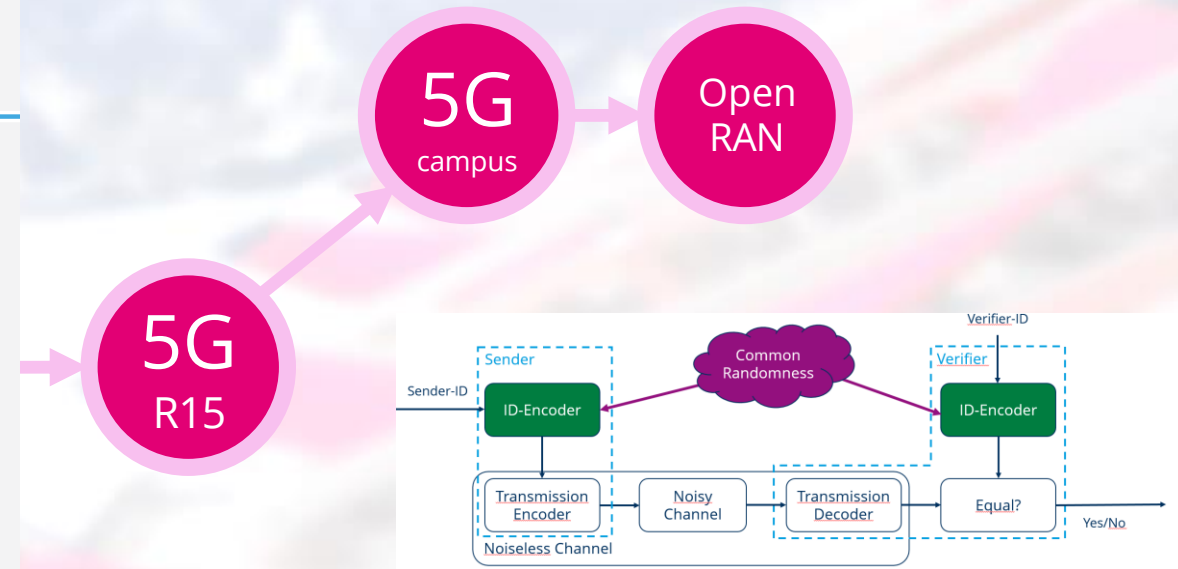 5G
campus
Open
RAN
5G
R15
Verifier-ID
Sender
Common
Randomness
Verifier
Sender-ID
ID-Encoder
ID-Encoder
Transmission
Encoder
Noisy
Channel
Transmission
Decoder
Equal?
Yes/No
Noiseless Channel